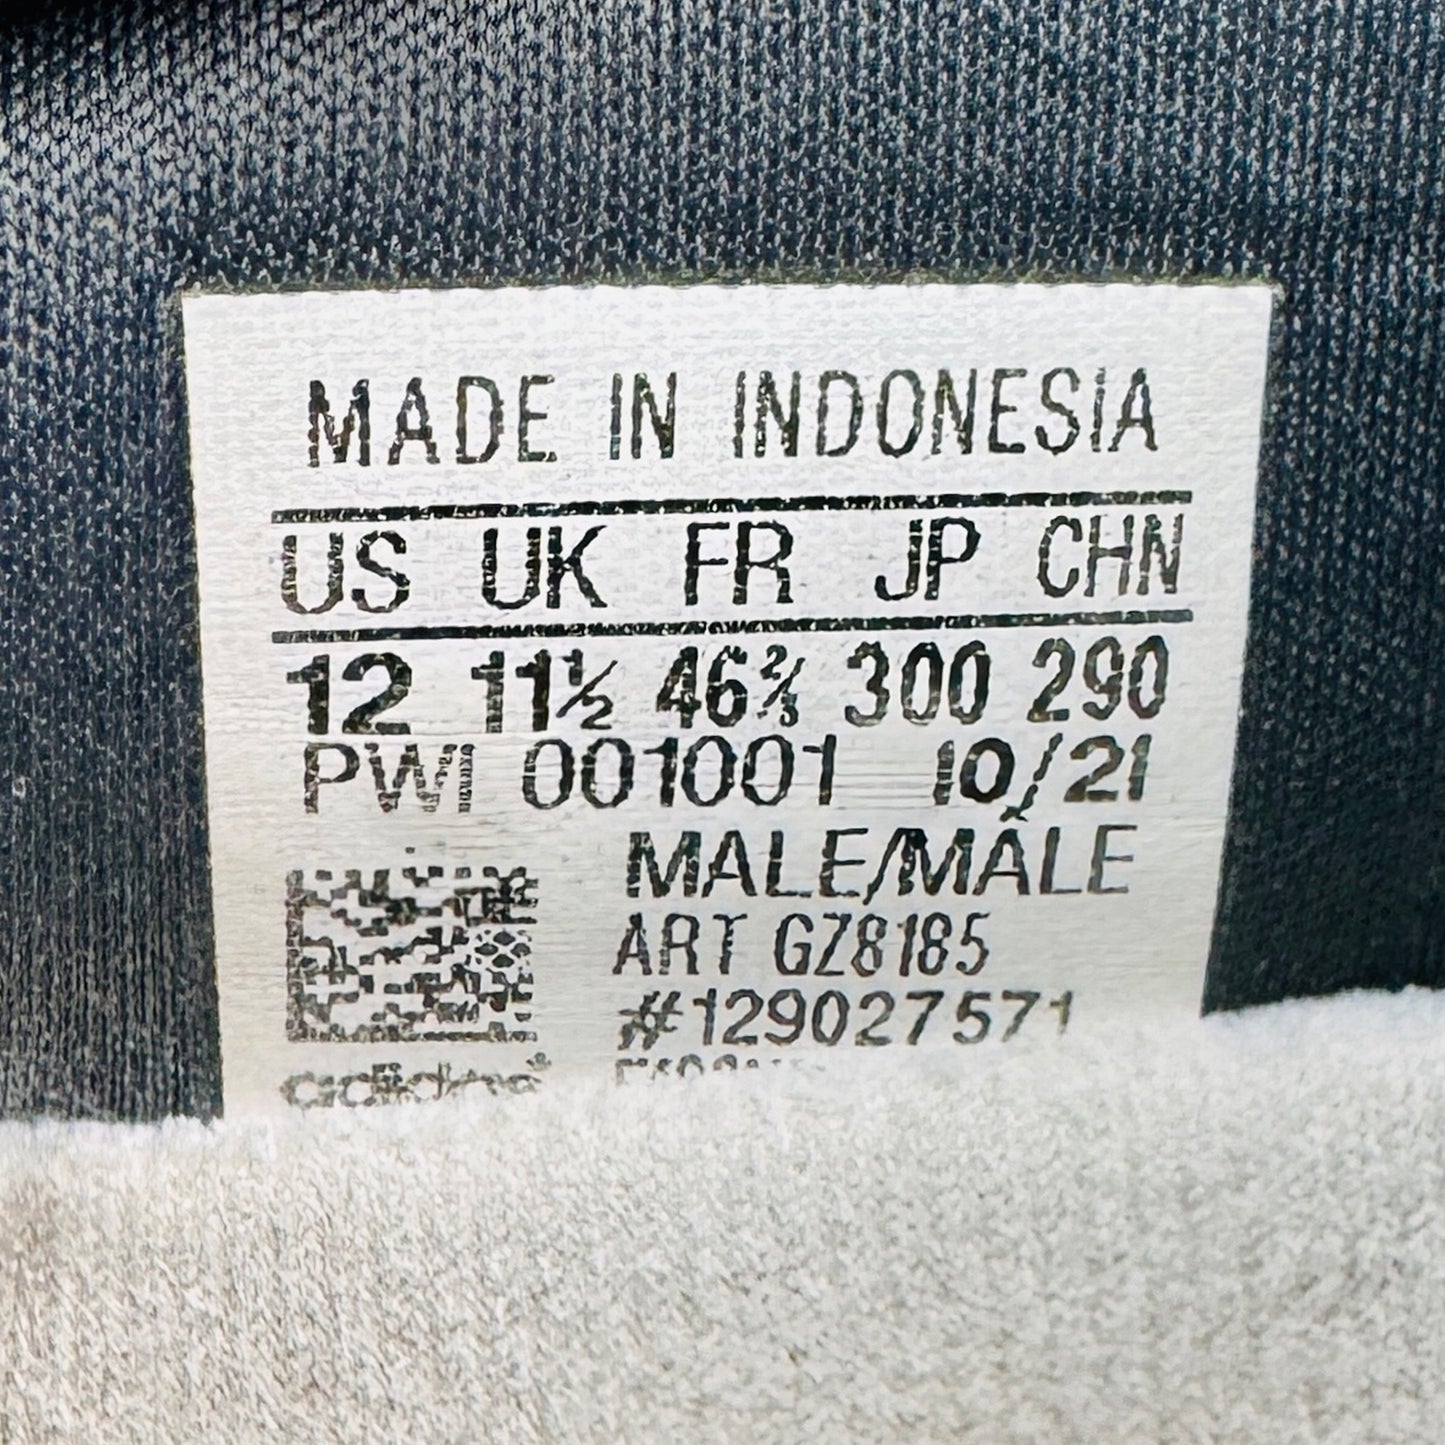 MADE IN INDONESIA
US UK FR JP CHN
12 11½ 46⅔ 300 290
PWI 001001 10/21
MALE/MÂLE
ART GZ8185
#129027571
adidas